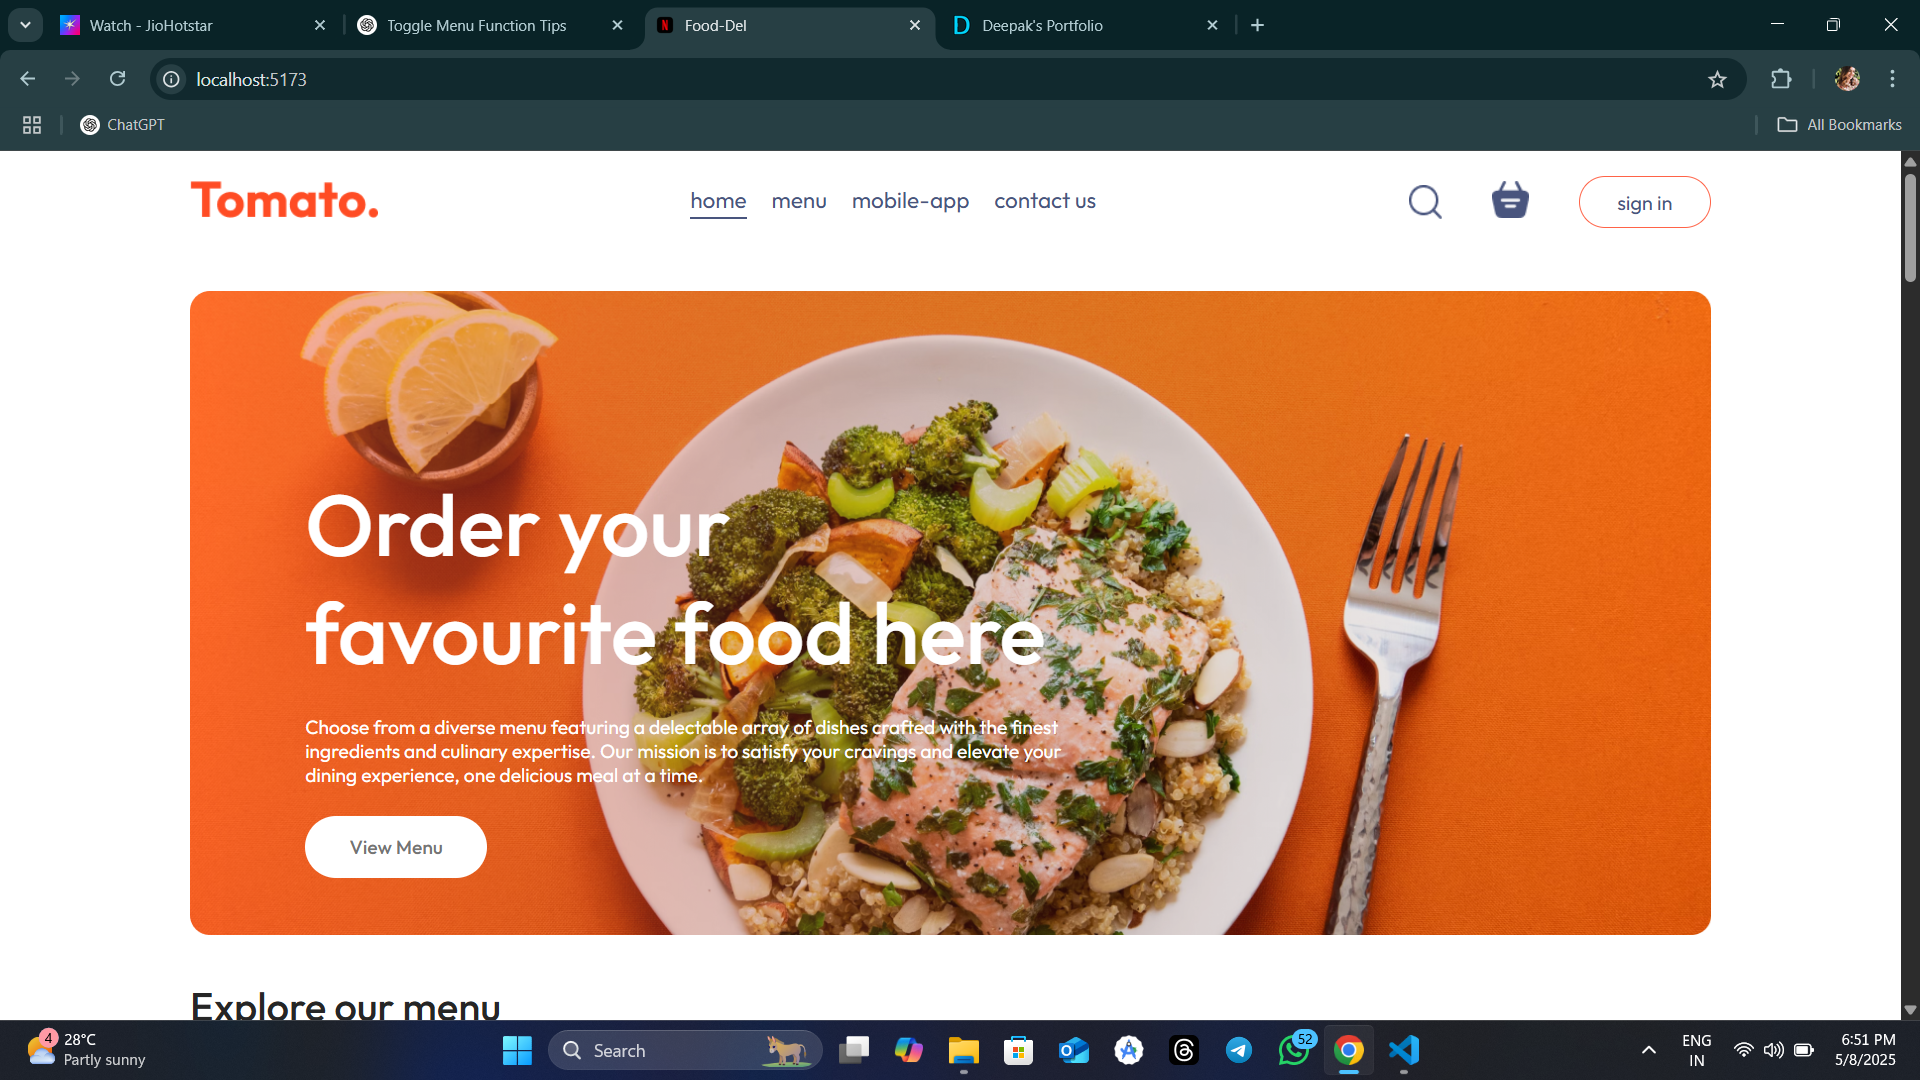 Watch - JioHotstar
Toggle Menu Function Tips
Food-Del
Deepak's Portfolio
localhost:5173
ChatGPT
All Bookmarks
Tomato.
home
menu
mobile-app
contact us
sign in
Order your
favourite food here
Choose from a diverse menu featuring a delectable array of dishes crafted with the finest
ingredients and culinary expertise. Our mission is to satisfy your cravings and elevate your
dining experience, one delicious meal at a time.
View Menu
Explore our menu
4
28°C
Partly sunny
Search
52
ENG
IN
6:51 PM
5/8/2025